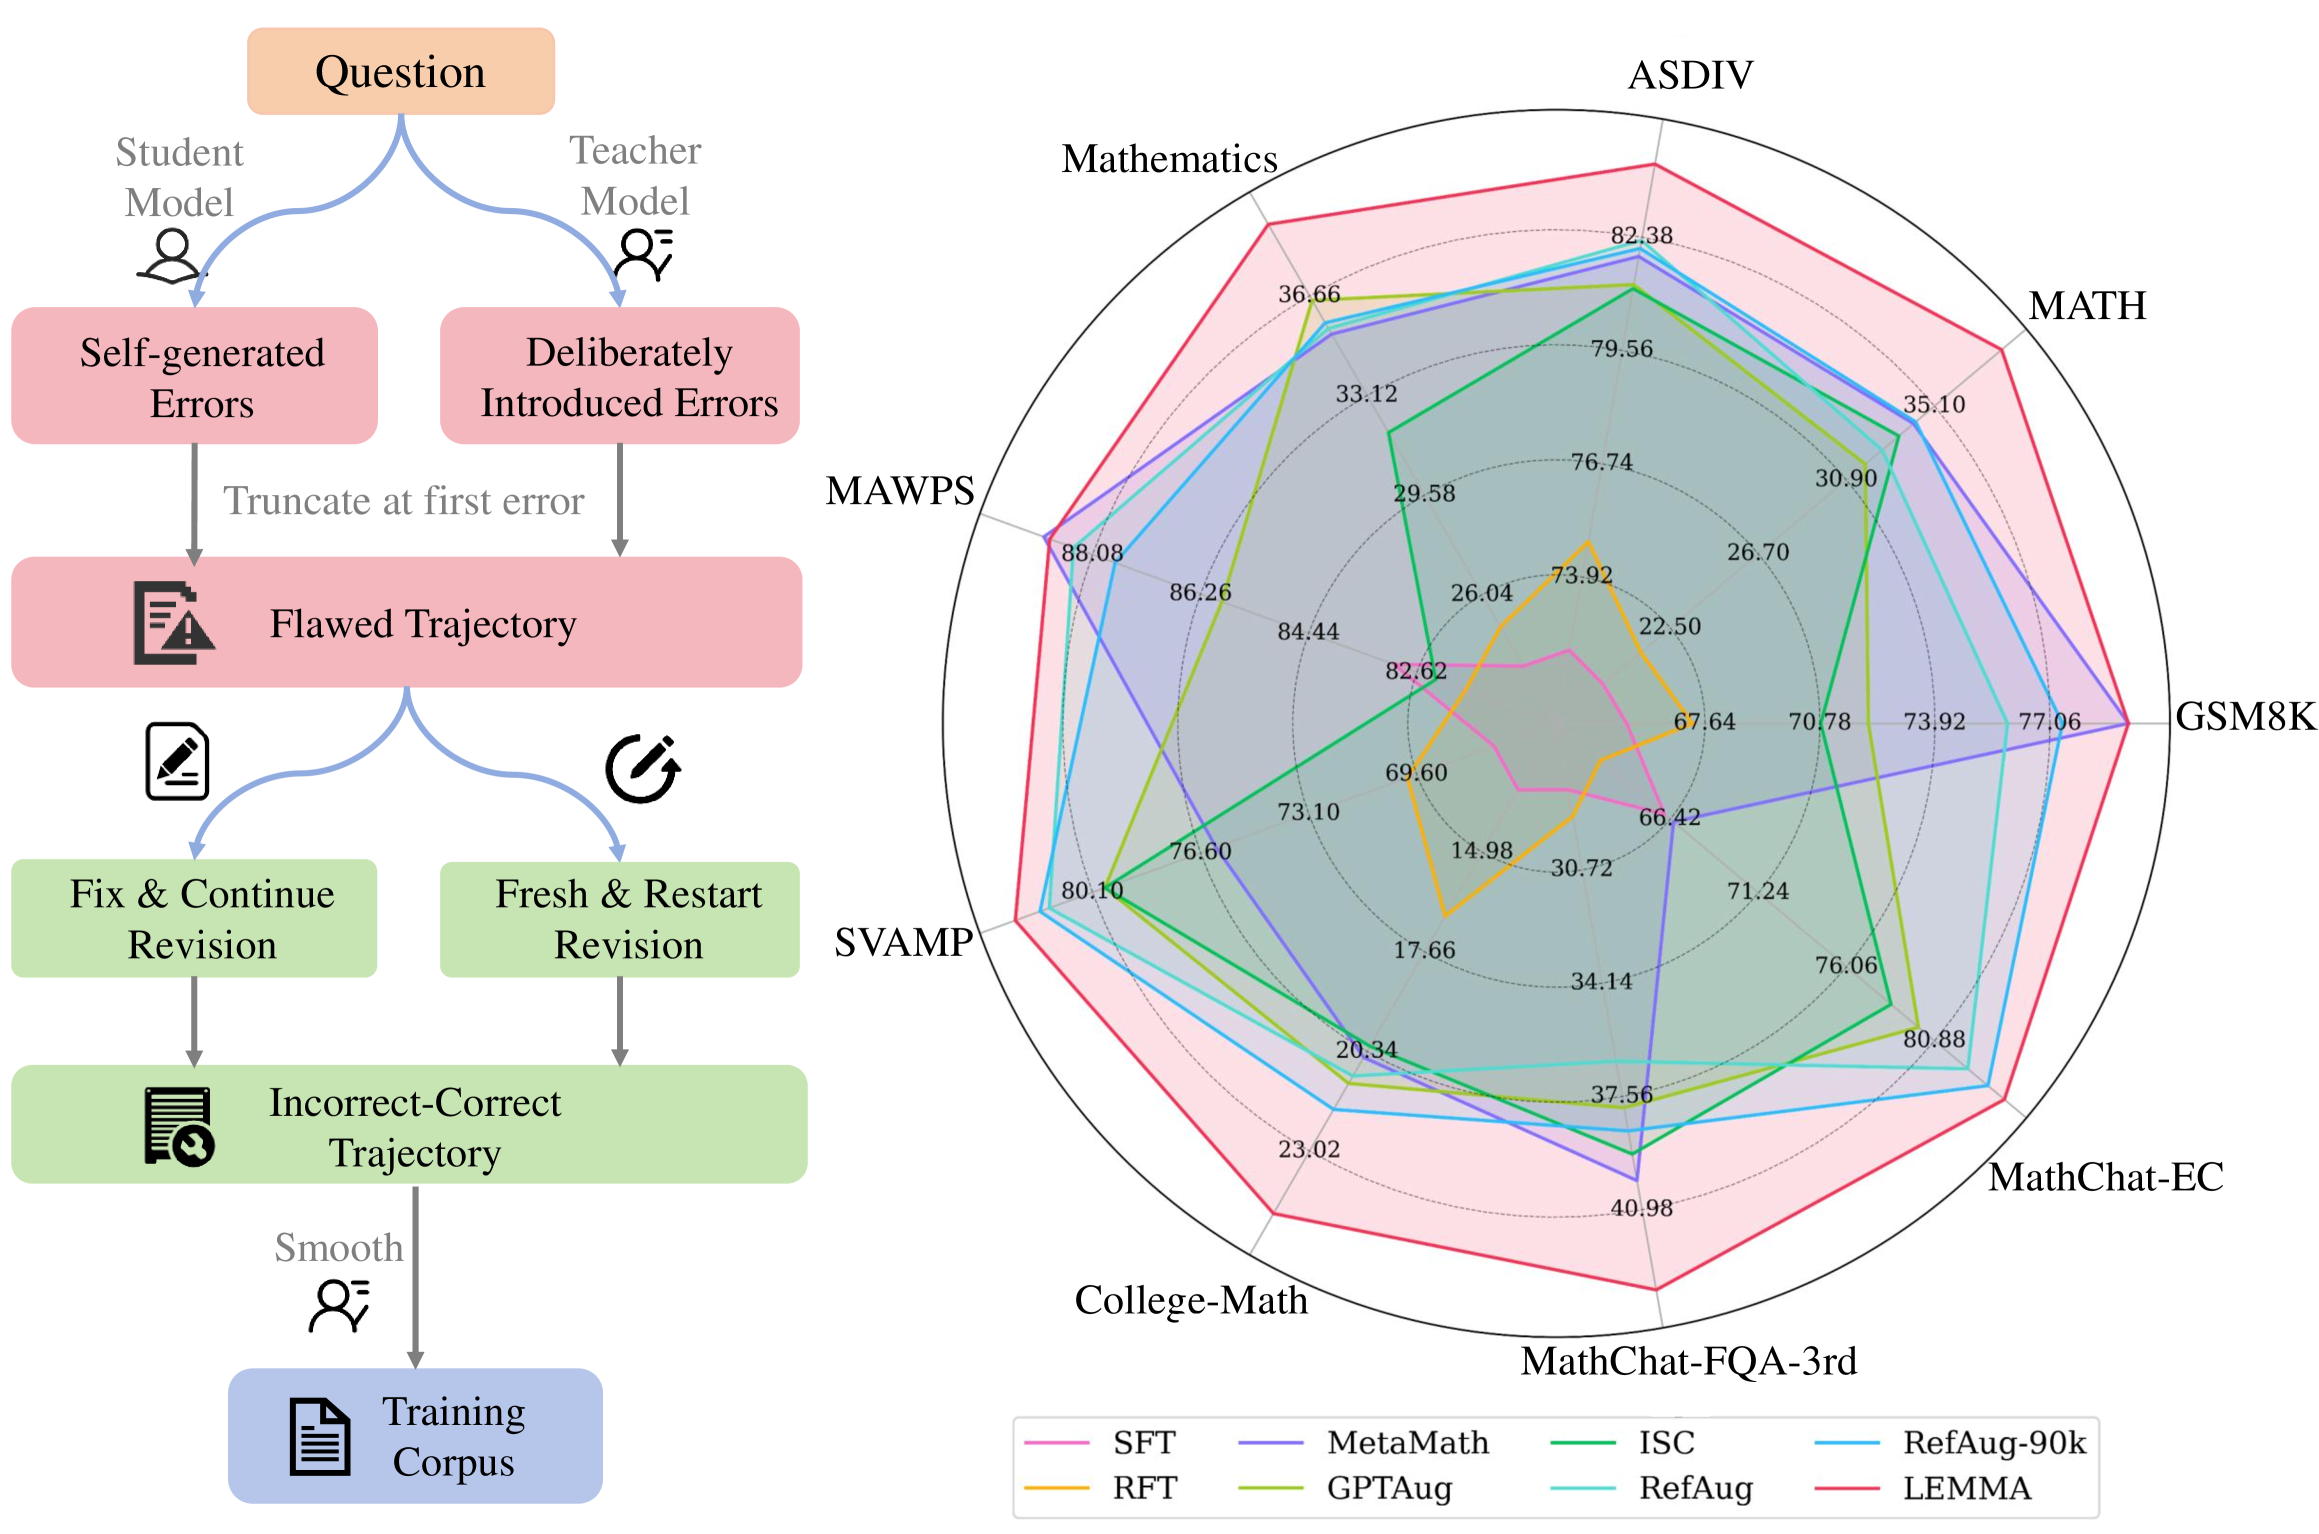 Question
Student
Model
Teacher
Model
Self-generated
Errors
Deliberately
Introduced Errors
Truncate at first error
Flawed Trajectory
Fix & Continue
Revision
Fresh & Restart
Revision
Incorrect-Correct
Trajectory
Smooth
Training
Corpus
ASDIV
Mathematics
MATH
MAWPS
GSM8K
SVAMP
MathChat-EC
College-Math
MathChat-FQA-3rd
82.38
79.56
76.74
73.92
36.66
33.12
29.58
26.04
35.10
30.90
26.70
22.50
88.08
86.26
84.44
82.62
67.64
70.78
73.92
77.06
69.60
73.10
76.60
80.10
66.42
71.24
76.06
80.88
14.98
17.66
20.34
23.02
30.72
34.14
37.56
40.98
SFT
MetaMath
ISC
RefAug-90k
RFT
GPTAug
RefAug
LEMMA